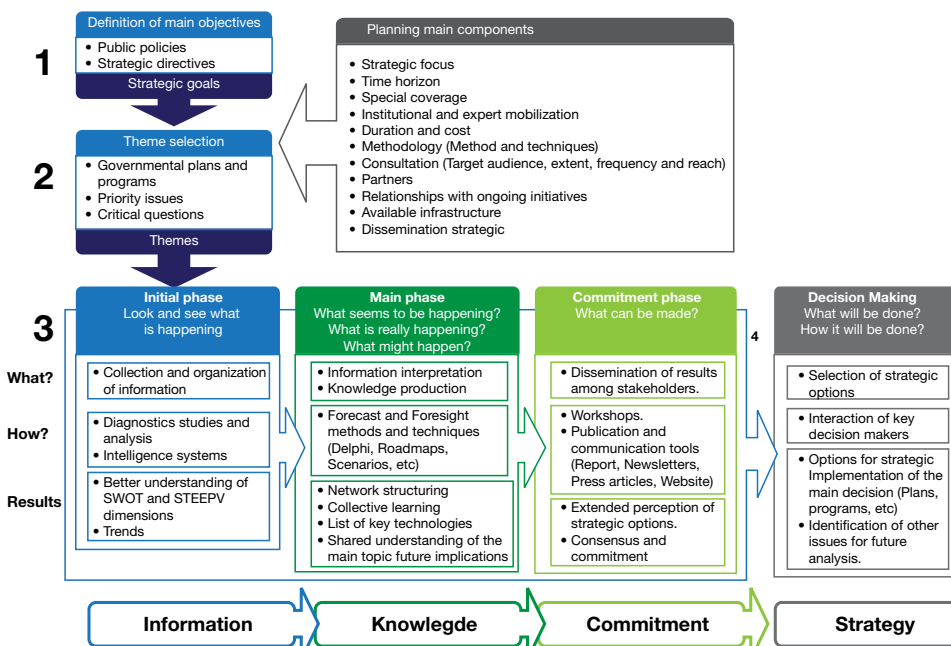 1
Definition of main objectives
• Public policies
• Strategic directives
Strategic goals
Planning main components
• Strategic focus
• Time horizon
• Special coverage
• Institutional and expert mobilization
• Duration and cost
• Methodology (Method and techniques)
• Consultation (Target audience, extent, frequency and reach)
• Partners
• Relationships with ongoing initiatives
• Available infrastructure
• Dissemination strategic
2
Theme selection
• Governmental plans and
programs
• Priority issues
• Critical questions
Themes
3
Initial phase
Look and see what
is happening
Main phase
What seems to be happening?
What is really happening?
What might happen?
Commitment phase
What can be made?
4
Decision Making
What will be done?
How it will be done?
What?
• Collection and organization
of information
• Information interpretation
• Knowledge production
• Dissemination of results
among stakeholders.
• Selection of strategic
options
How?
• Diagnostics studies and
analysis
• Intelligence systems
• Forecast and Foresight
methods and techniques
(Delphi, Roadmaps,
Scenarios, etc)
• Workshops.
• Publication and
communication tools
(Report, Newsletters,
Press articles, Website)
• Interaction of key
decision makers
Results
• Better understanding of
SWOT and STEEPV
dimensions
• Trends
• Network structuring
• Collective learning
• List of key technologies
• Shared understanding of the
main topic future implications
• Extended perception of
strategic options.
• Consensus and
commitment
• Options for strategic
Implementation of the
main decision (Plans,
programs, etc)
• Identification of other
issues for future
analysis.
Information
Knowlegde
Commitment
Strategy